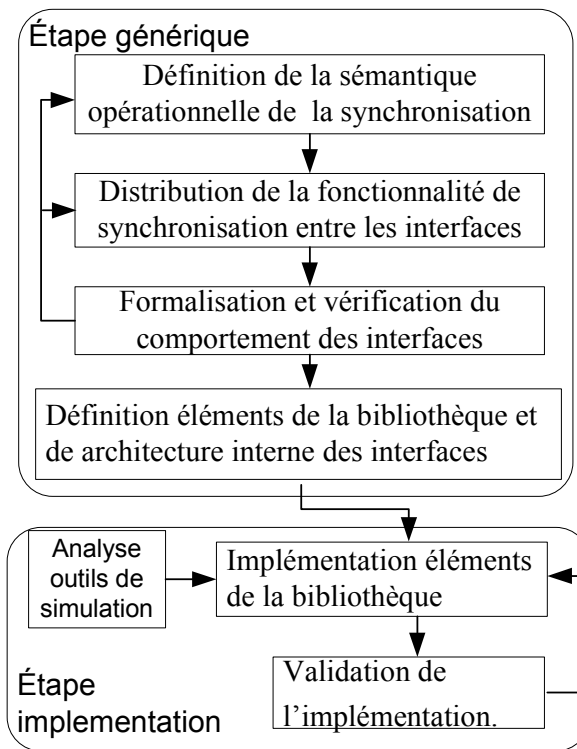 Étape générique
Définition de la sémantique
opérationnelle de la synchronisation
Distribution de la fonctionnalité de
synchronisation entre les interfaces
Formalisation et vérification du
comportement des interfaces
Définition éléments de la bibliothèque et
de architecture interne des interfaces
Analyse
outils de
simulation
Implémentation éléments
de la bibliothèque
Validation de
l’implémentation.
Étape
implementation